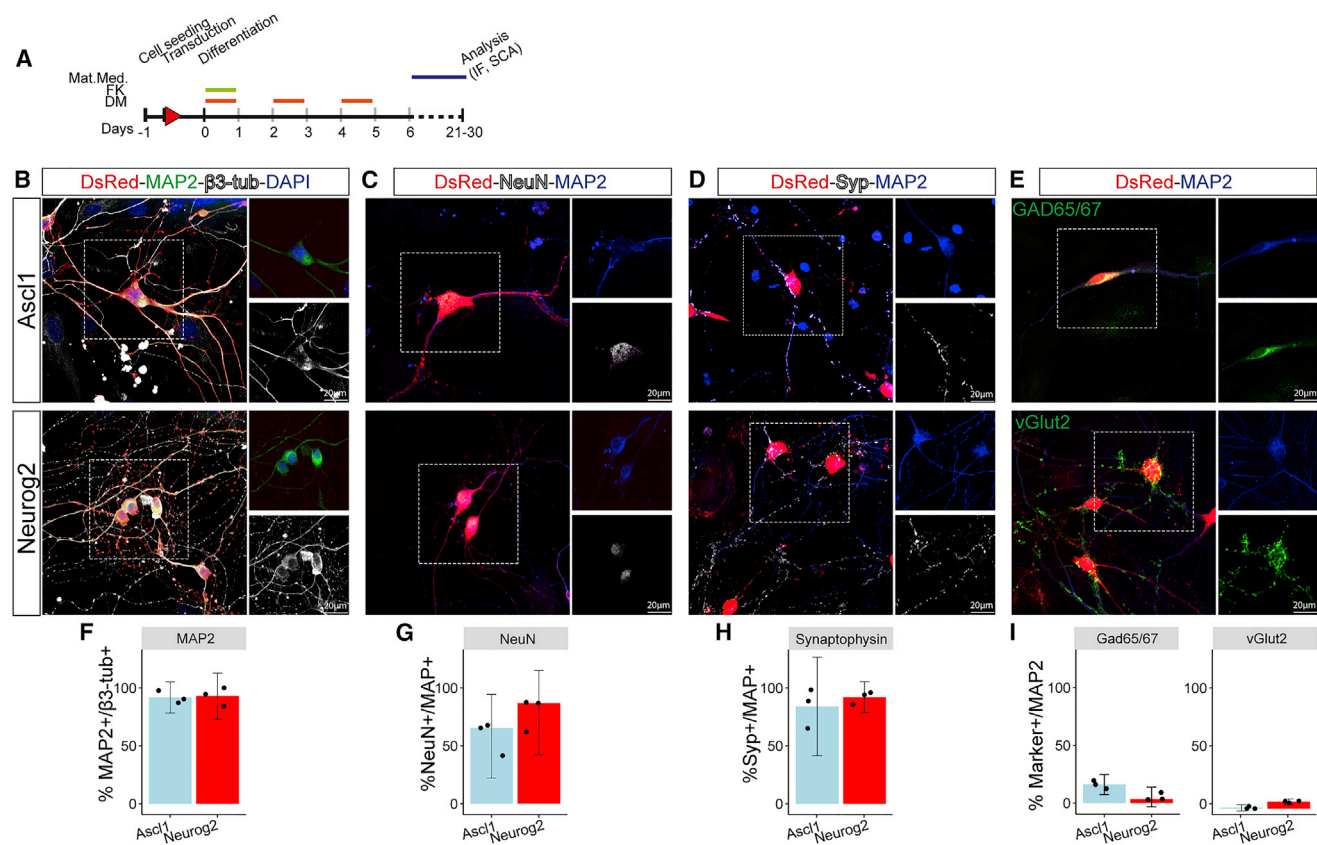 A
Cell seeding
Transduction
Differentiation
Analysis
(IF, SCA)
Mat.Med.
FK
DM
Days
-1 0 1 2 3 4 5 6 21-30
B DsRed-MAP2-β3-tub-DAPI
C DsRed-NeuN-MAP2
D DsRed-Syp-MAP2
E DsRed-MAP2
Ascl1
GAD65/67
20µm
20µm
20µm
20µm
Neurog2
vGlut2
20µm
20µm
20µm
20µm
F
MAP2
% MAP2+/β3-tub+
100
50
0
Ascl1
Neurog2
G
NeuN
%NeuN+/MAP+
100
50
0
Ascl1
Neurog2
H
Synaptophysin
%Syp+/MAP+
100
50
0
Ascl1
Neurog2
I
Gad65/67
% Marker+/MAP2
100
50
0
Ascl1
Neurog2
vGlut2
100
50
0
Ascl1
Neurog2